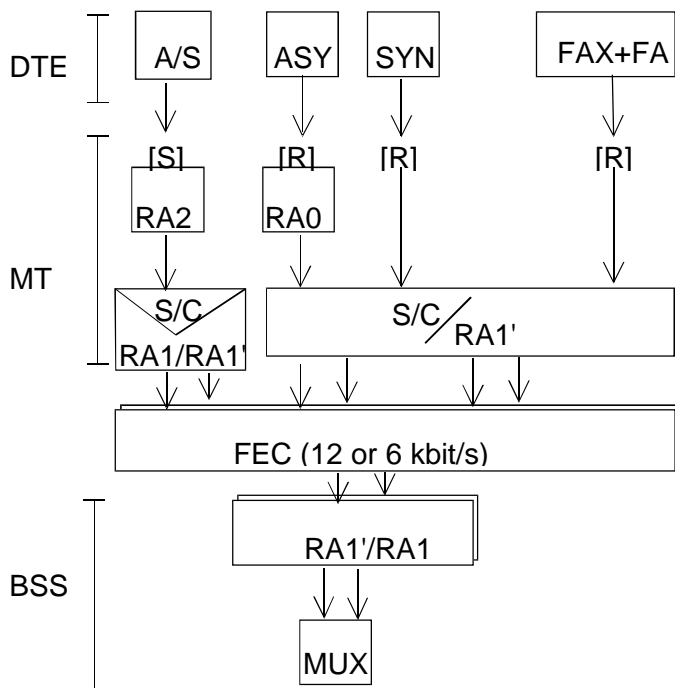 DTE
A/S
ASY
SYN
FAX+FA
[S]
[R]
[R]
[R]
RA2
RA0
MT
S/C
RA1/RA1'
S/C
RA1'
FEC (12 or 6 kbit/s)
BSS
RA1'/RA1
MUX